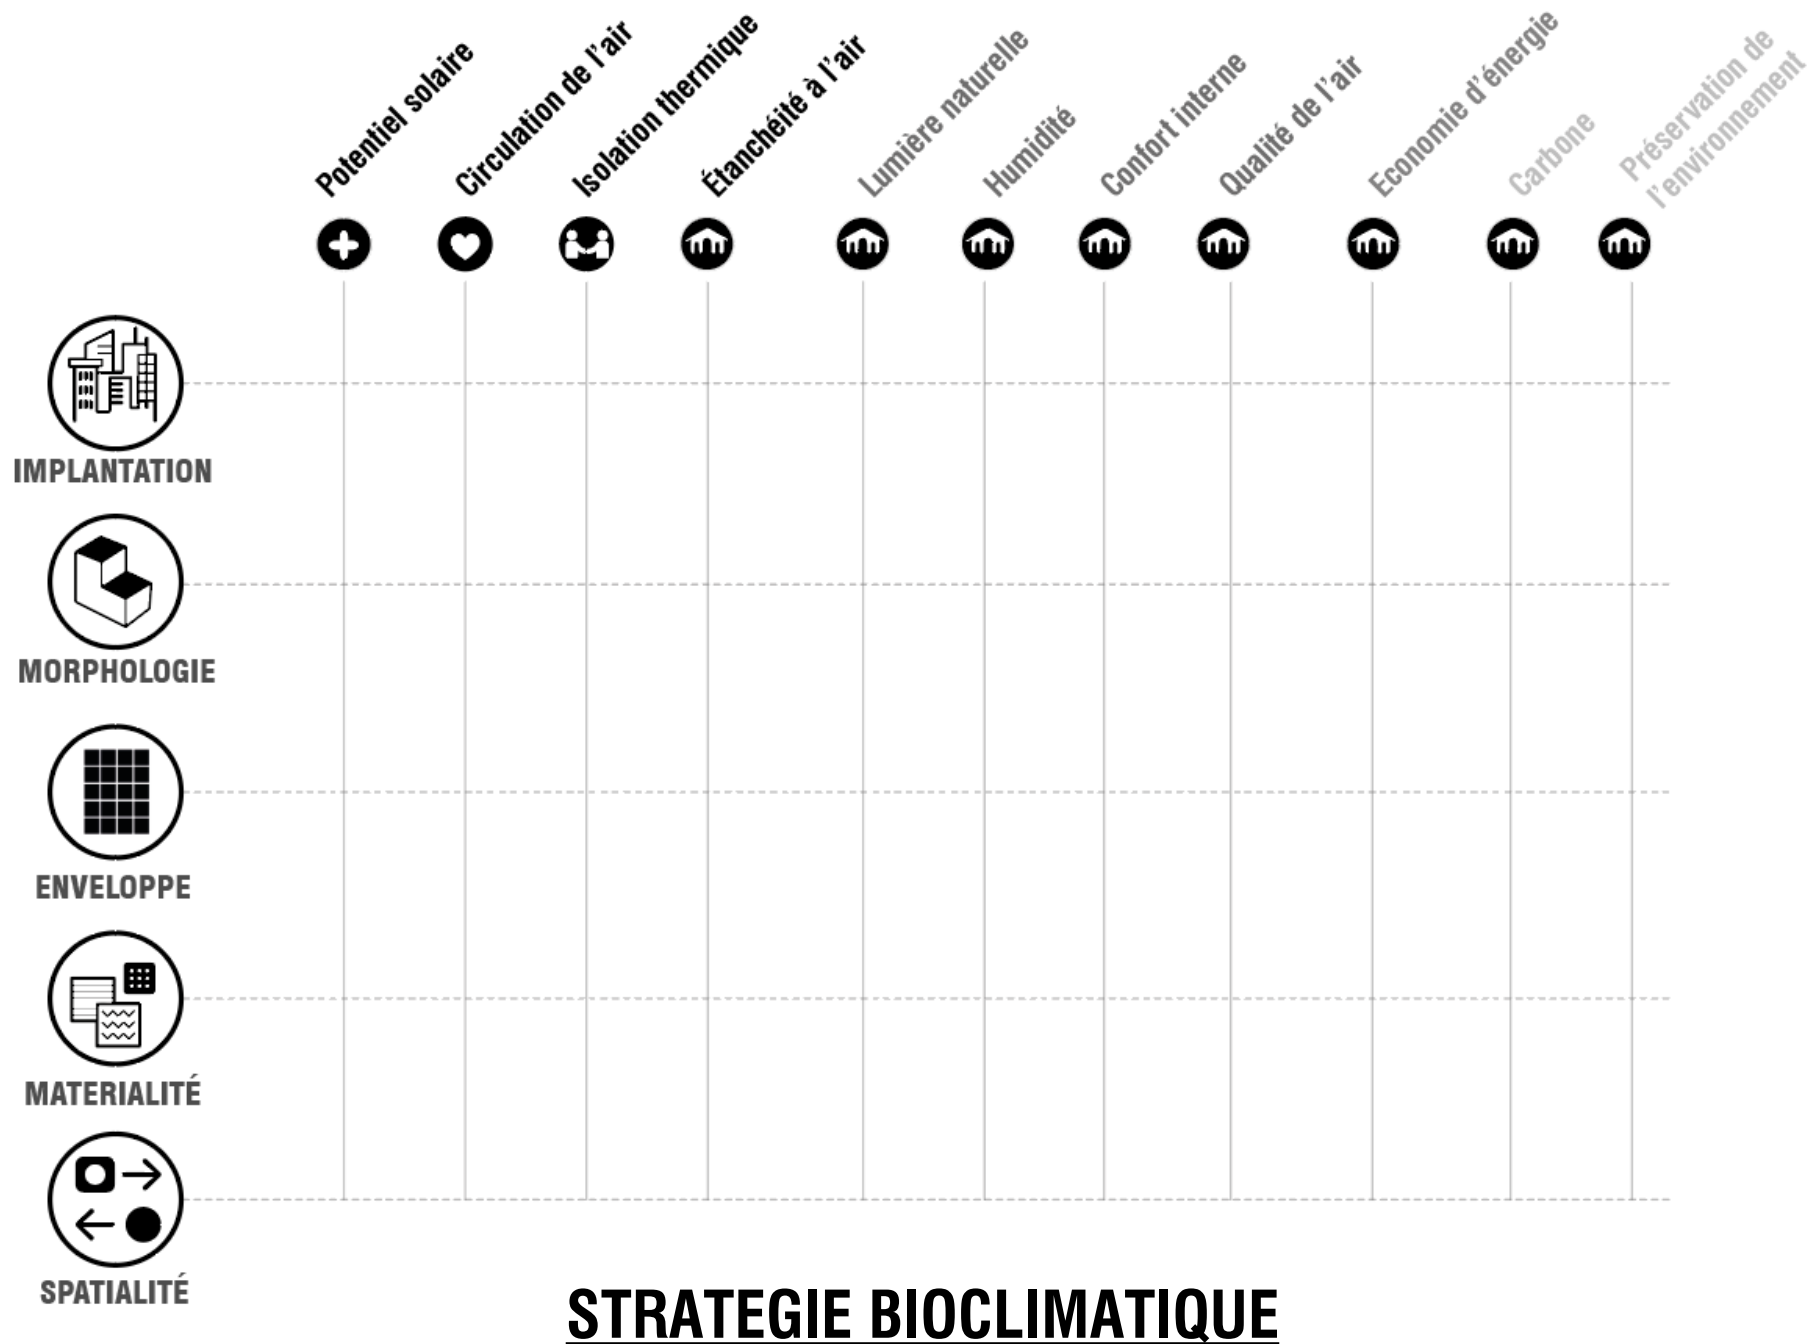 Potentiel solaire
Circulation de l'air
Isolation thermique
Étanchéité à l'air
Lumière naturelle
Humidité
Confort interne
Qualité de l'air
Economie d'énergie
Carbone
Préservation de
l'environnement
IMPLANTATION
MORPHOLOGIE
ENVELOPPE
MATERIALITÉ
SPATIALITÉ
STRATEGIE BIOCLIMATIQUE